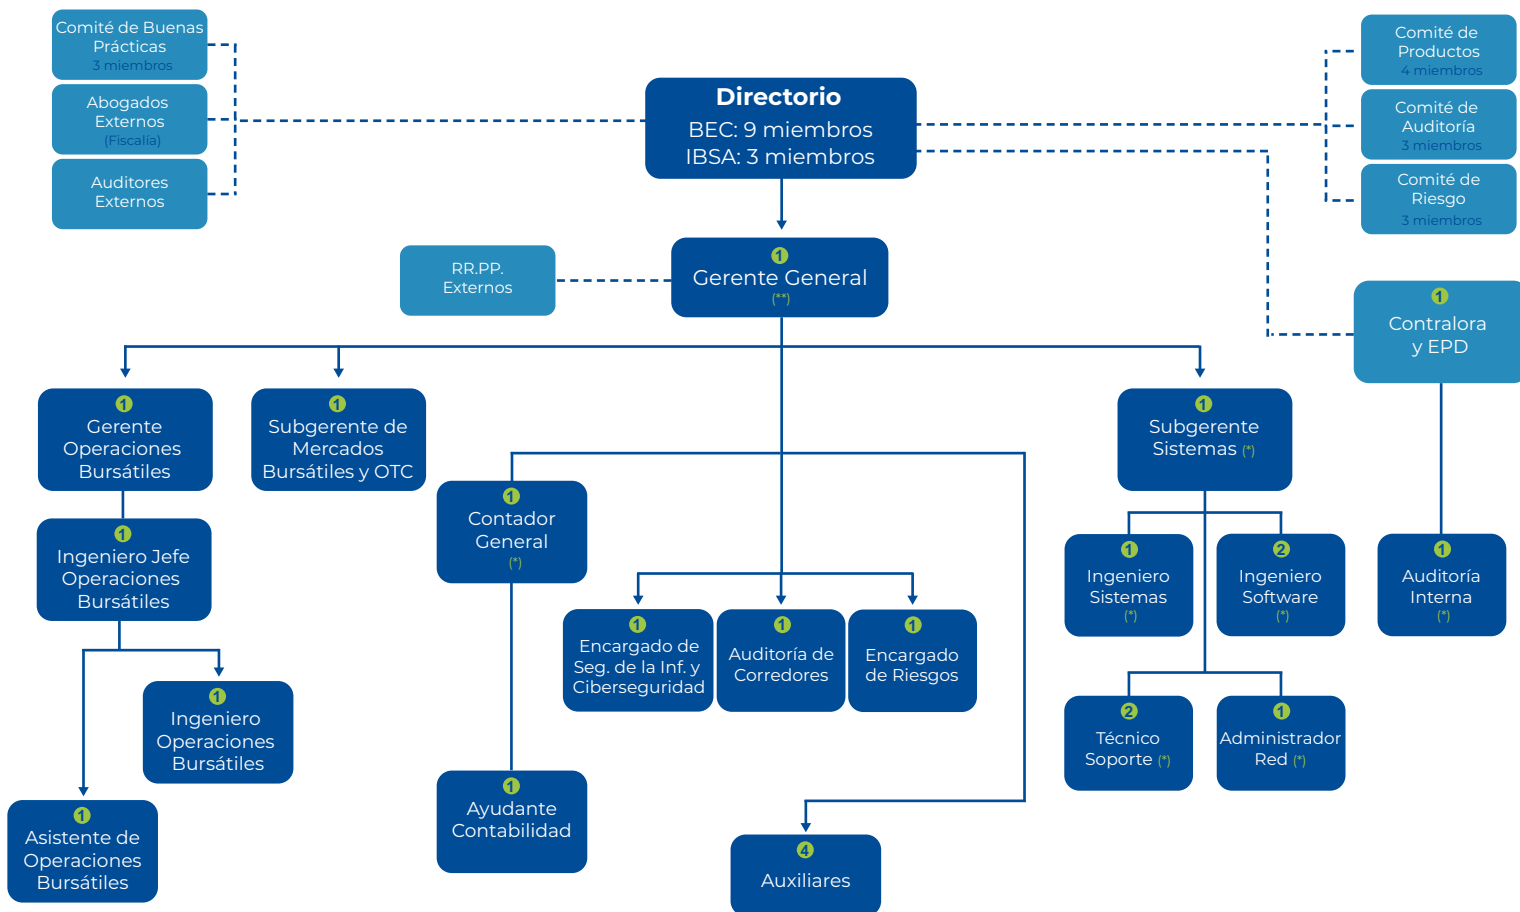 Comité de Buenas
Prácticas
3 miembros
Abogados
Externos
(Fiscalía)
Auditores
Externos
Directorio
BEC: 9 miembros
IBSA: 3 miembros
Comité de
Productos
4 miembros
Comité de
Auditoría
3 miembros
Comité de
Riesgo
3 miembros
RR.PP.
Externos
1
Gerente General
(**)
1
Contralora
y EPD
1
Gerente
Operaciones
Bursátiles
1
Subgerente de
Mercados
Bursátiles y OTC
1
Subgerente
Sistemas (*)
1
Contador
General
(*)
1
Ingeniero Jefe
Operaciones
Bursátiles
1
Ingeniero
Sistemas
(*)
2
Ingeniero
Software
(*)
1
Auditoría
Interna
(*)
1
Encargado de
Seg. de la Inf. y
Ciberseguridad
1
Auditoría de
Corredores
1
Encargado
de Riesgos
1
Ingeniero
Operaciones
Bursátiles
2
Técnico
Soporte (*)
1
Administrador
Red (*)
1
Asistente de
Operaciones
Bursátiles
1
Ayudante
Contabilidad
4
Auxiliares